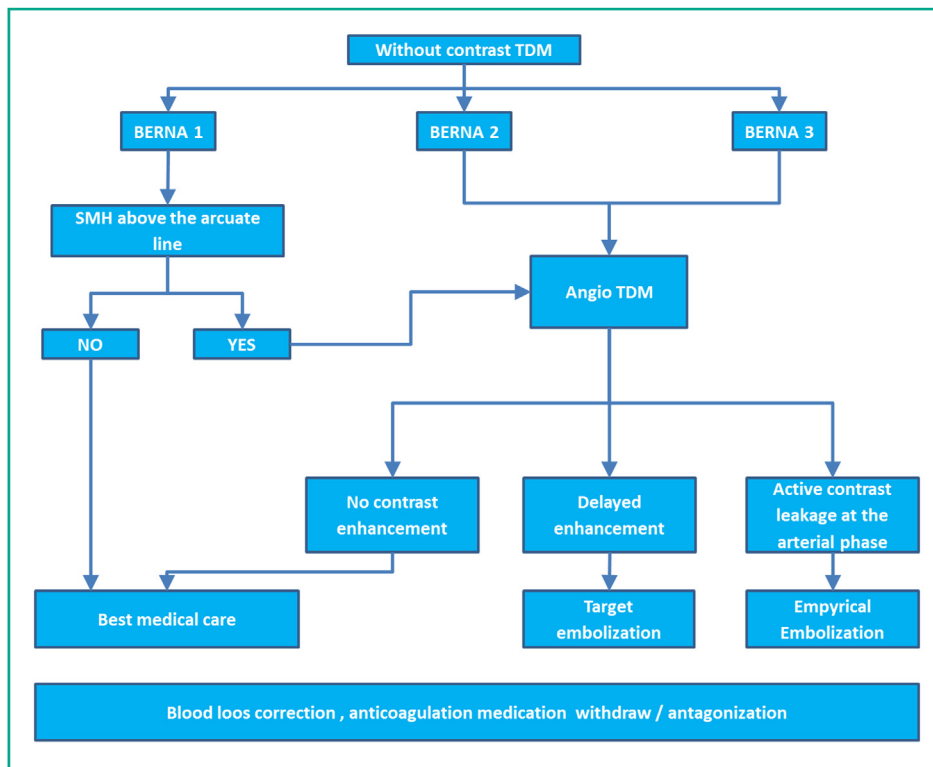 Without contrast TDM
BERNA 1
BERNA 2
BERNA 3
SMH above the arcuate
line
Angio TDM
NO
YES
No contrast
enhancement
Delayed
enhancement
Active contrast
leakage at the
arterial phase
Best medical care
Target
embolization
Empyrical
Embolization
Blood loos correction , anticoagulation medication withdraw / antagonization